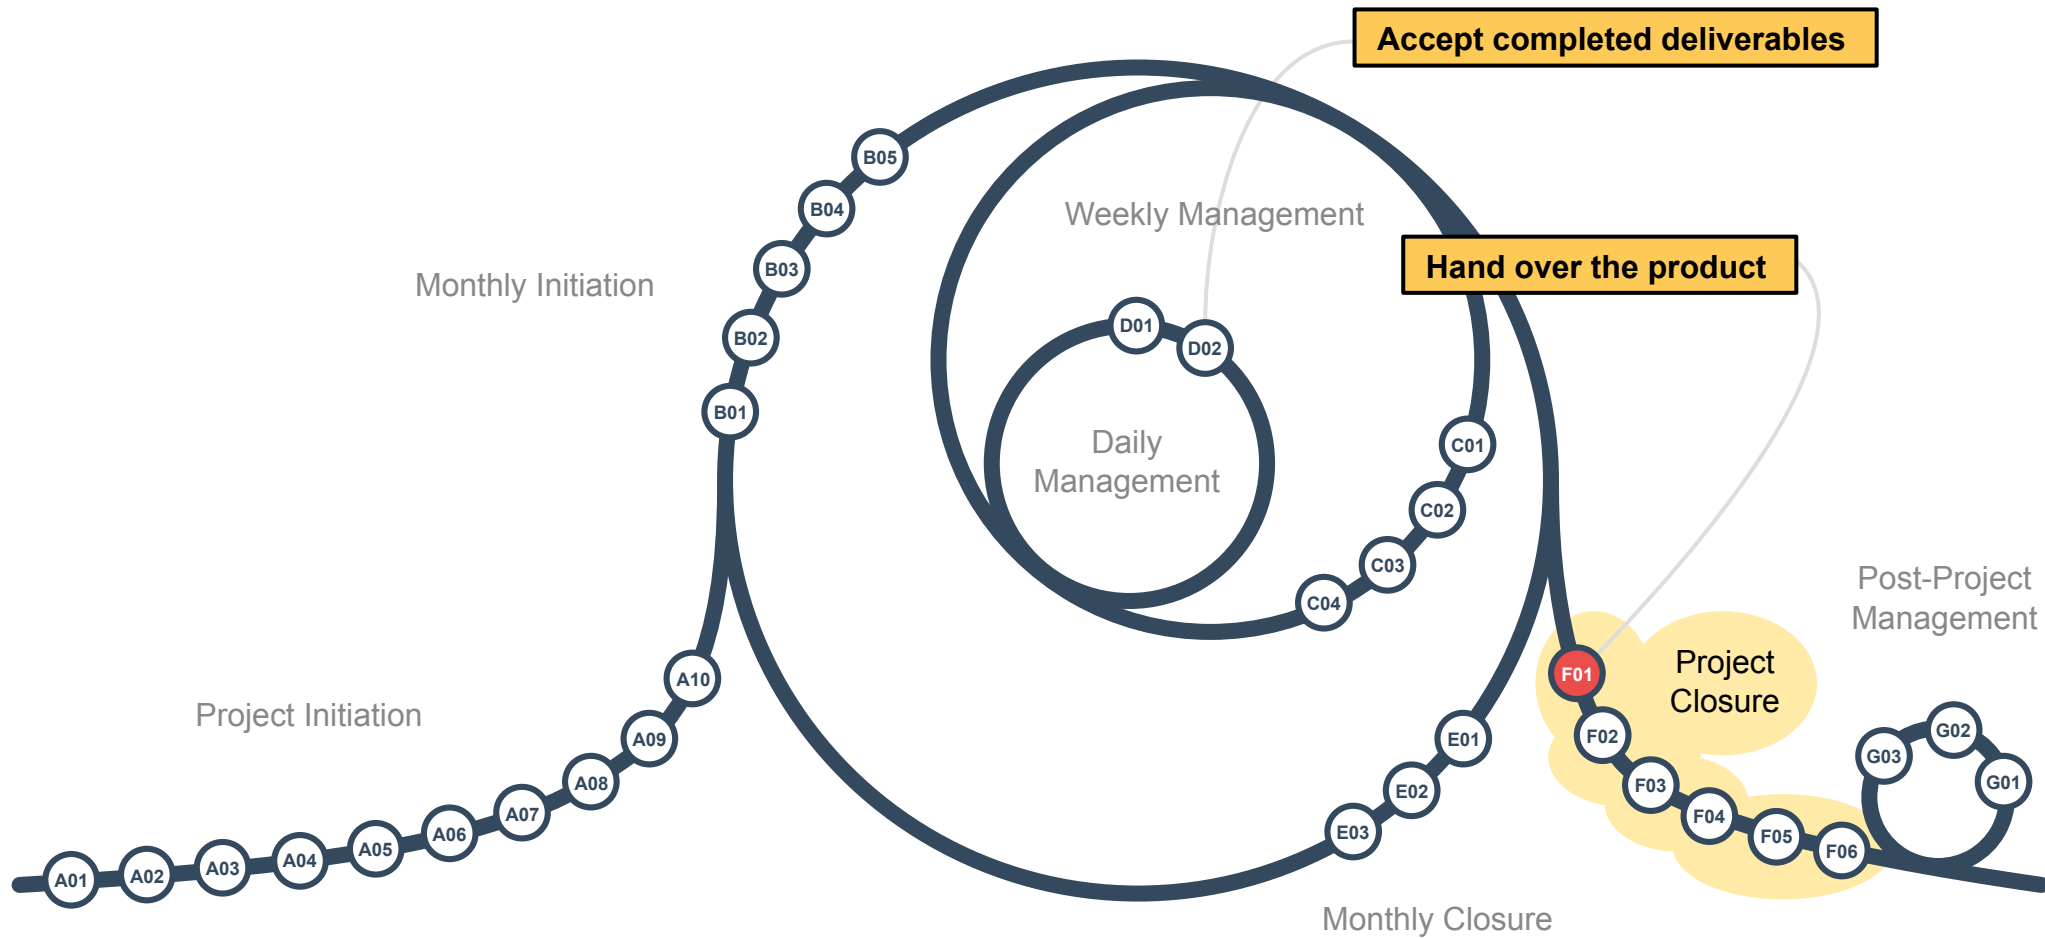 Accept completed deliverables
B05
B04
Weekly Management
Hand over the product
B03
Monthly Initiation
D01
B02
D02
B01
Daily
Management
C01
C02
C03
Post-Project
Management
C04
Project
Closure
F01
A10
Project Initiation
G02
F02
A09
E01
G03
A08
G01
F03
E02
A07
F04
A06
E03
F05
A05
F06
A04
A03
A02
A01
Monthly Closure